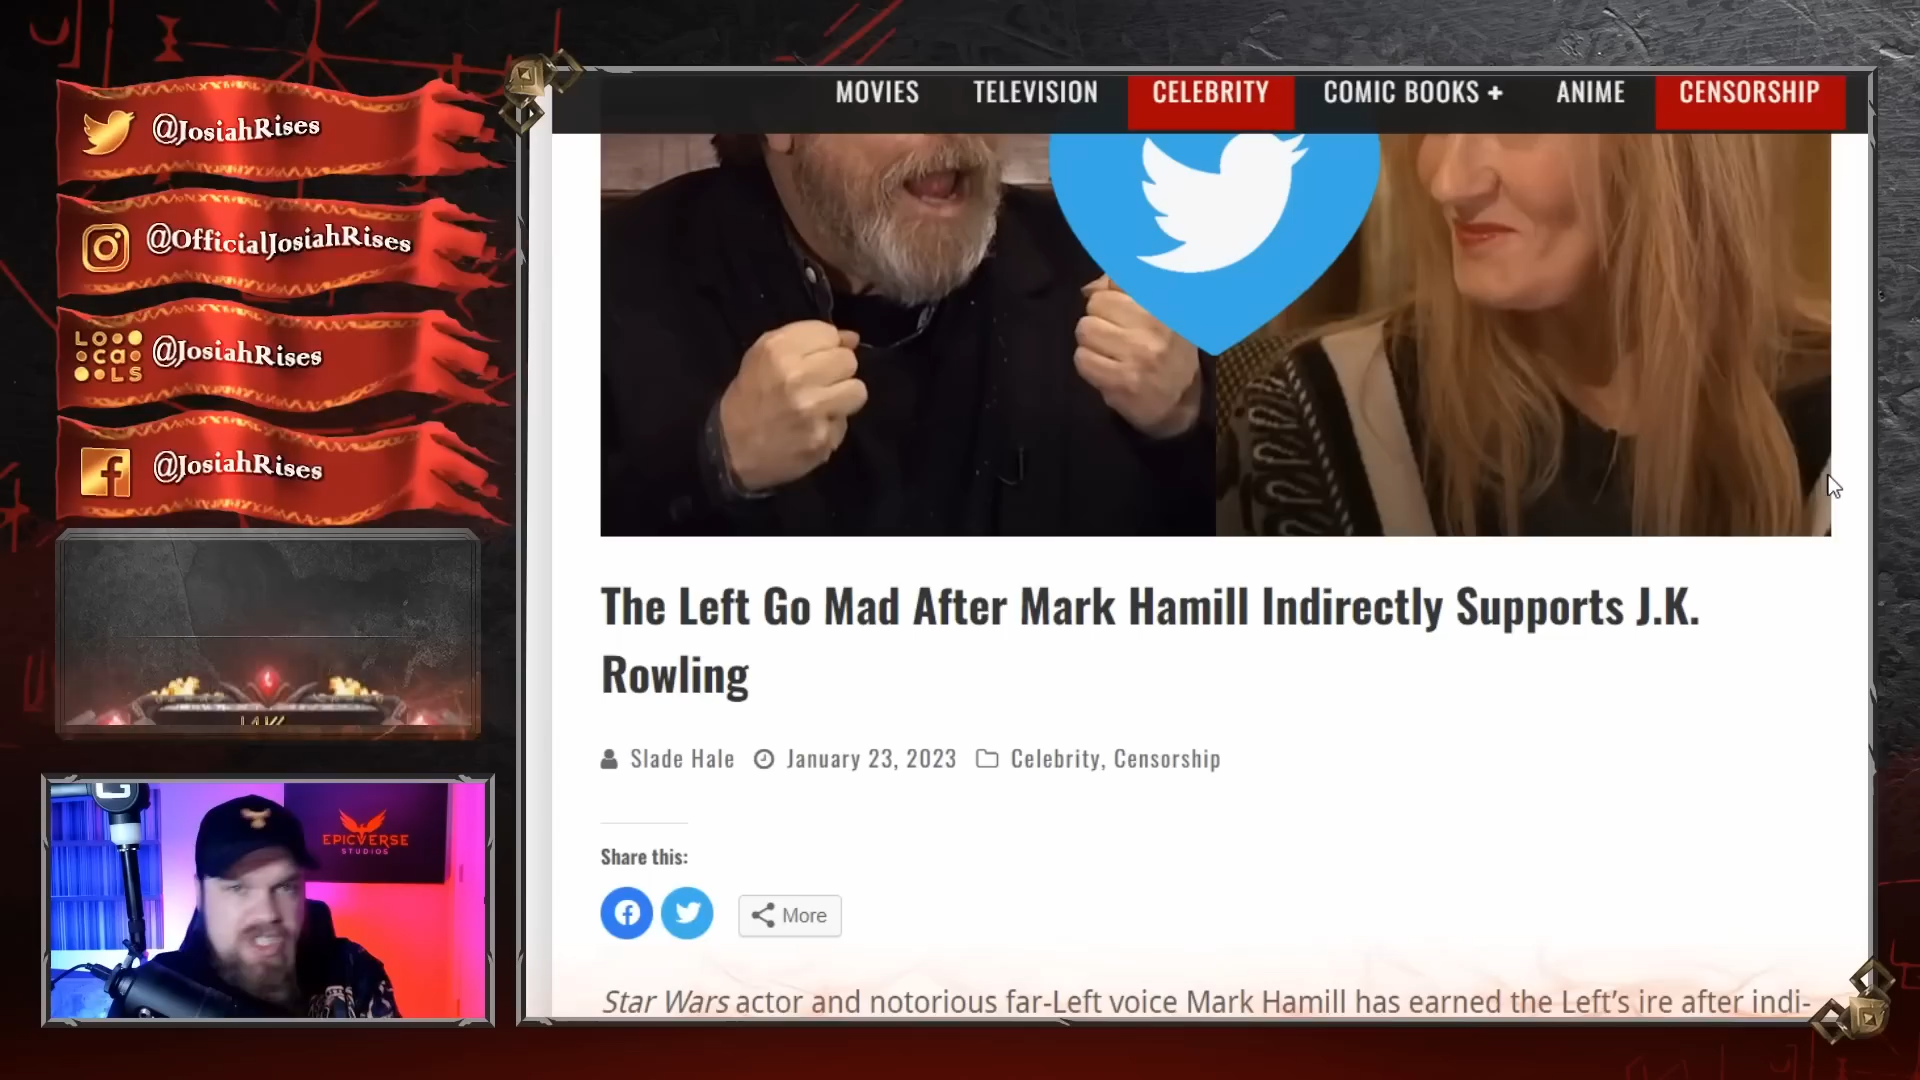 @JosiahRises
@OfficialJosiahRises
LOCALS
@JosiahRises
@JosiahRises
EPICVERSE
STUDIOS
MOVIES TELEVISION CELEBRITY COMIC BOOKS + ANIME CENSORSHIP
The Left Go Mad After Mark Hamill Indirectly Supports J.K.
Rowling
Slade Hale January 23, 2023 Celebrity, Censorship
Share this:
More
Star Wars actor and notorious far-Left voice Mark Hamill has earned the Left’s ire after indi-